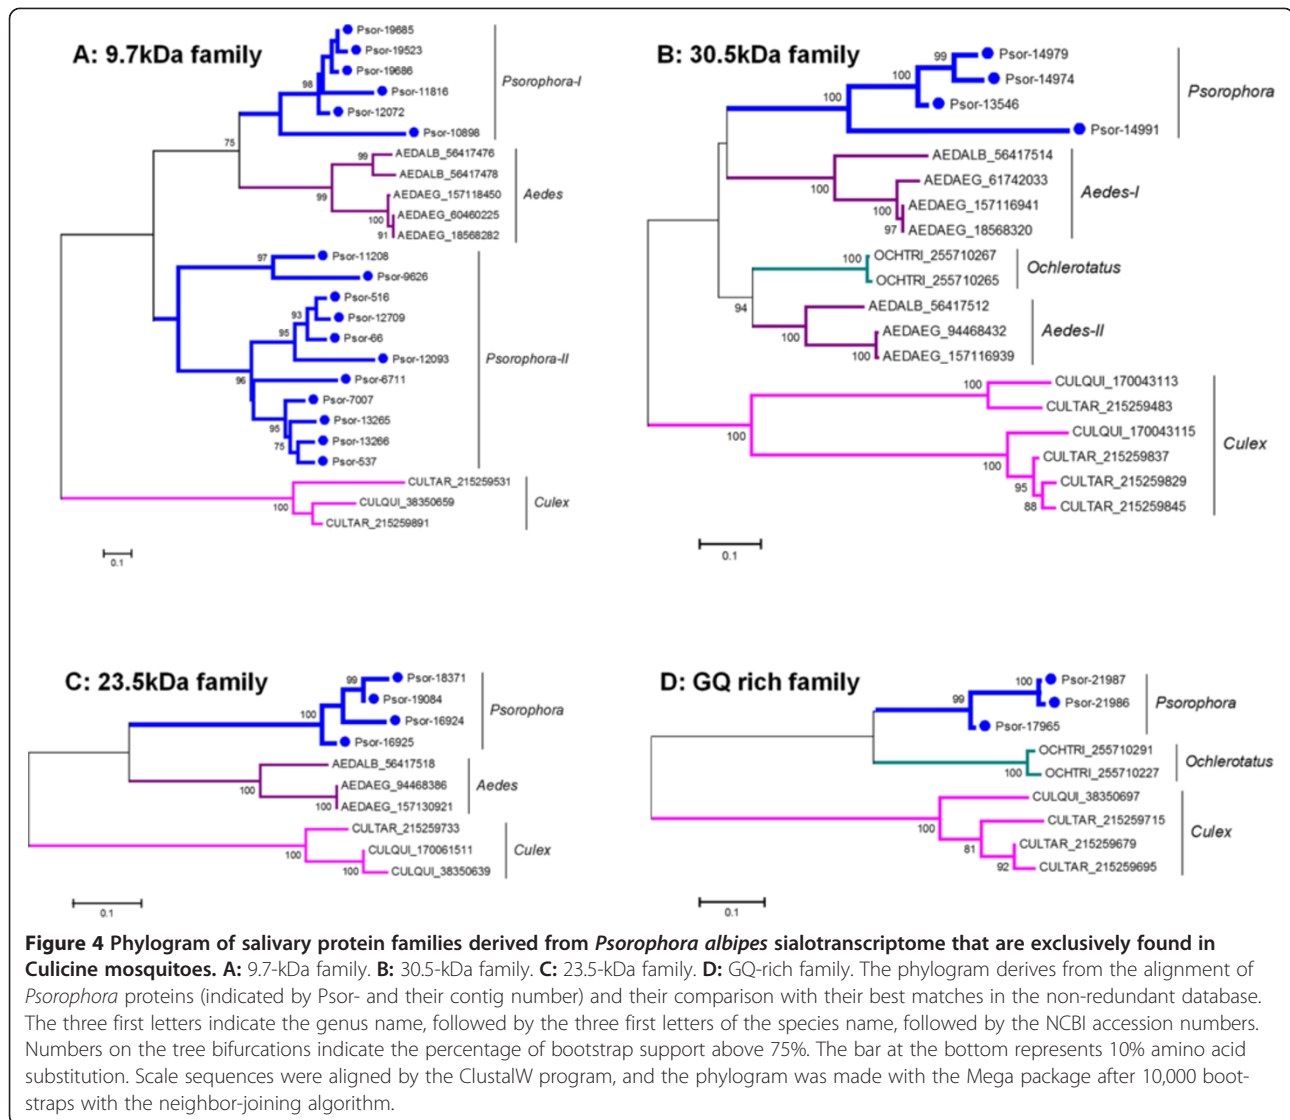 A: 9.7kDa family
Psor-19685
Psor-19523
Psor-19686
98
Psor-11816
Psor-12072
Psor-10898
Psorophora-I
75
AEDALB_56417476
99
AEDALB_56417478
99
AEDAEG_157118450
AEDAEG_60460225
100
AEDAEG_18568282
91
Aedes
Psor-11208
97
Psor-9626
Psor-516
93
Psor-12709
95
Psor-66
Psor-12093
96
Psor-6711
Psor-7007
95
Psor-13265
75
Psor-13266
Psor-537
Psorophora-II
CULTAR_215259531
CULQUI_38350659
100
CULTAR_215259891
Culex
0.1
B: 30.5kDa family
Psor-14979
99
Psor-14974
100
Psor-13546
100
Psor-14991
Psorophora
AEDALB_56417514
AEDAEG_61742033
100
AEDAEG_157116941
100
AEDAEG_18568320
97
Aedes-I
OCHTRI_255710267
100
OCHTRI_255710265
Ochlerotatus
94
AEDALB_56417512
AEDAEG_94468432
100
AEDAEG_157116939
100
Aedes-II
CULQUI_170043113
100
CULTAR_215259483
100
CULQUI_170043115
CULTAR_215259837
100
CULTAR_215259829
95
CULTAR_215259845
88
Culex
0.1
C: 23.5kDa family
Psor-18371
99
Psor-19084
100
Psor-16924
Psor-16925
Psorophora
AEDALB_56417518
AEDAEG_94468386
100
AEDAEG_157130921
100
Aedes
CULTAR_215259733
CULQUI_170061511
100
CULQUI_38350639
100
Culex
0.1
D: GQ rich family
Psor-21987
100
Psor-21986
99
Psor-17965
Psorophora
OCHTRI_255710291
OCHTRI_255710227
100
Ochlerotatus
CULQUI_38350697
100
CULTAR_215259715
81
CULTAR_215259679
CULTAR_215259695
92
Culex
0.1
Figure 4 Phylogram of salivary protein families derived from Psorophora albipes sialotranscriptome that are exclusively found in
Culicine mosquitoes. A: 9.7-kDa family. B: 30.5-kDa family. C: 23.5-kDa family. D: GQ-rich family. The phylogram derives from the alignment of
Psorophora proteins (indicated by Psor- and their contig number) and their comparison with their best matches in the non-redundant database.
The three first letters indicate the genus name, followed by the three first letters of the species name, followed by the NCBI accession numbers.
Numbers on the tree bifurcations indicate the percentage of bootstrap support above 75%. The bar at the bottom represents 10% amino acid
substitution. Scale sequences were aligned by the ClustalW program, and the phylogram was made with the Mega package after 10,000 boot-
straps with the neighbor-joining algorithm.